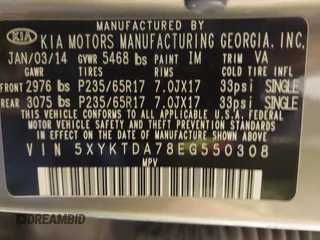 MANUFACTURED BY
KIA KIA MOTORS MANUFACTURING GEORGIA, INC.
JAN/03/14 GVWR 5468 lbs PAINT IM TRIM VA
GAWR TIRES RIMS
FRONT 2976 lbs P235/65R17 7.0JX17 33psi SINGLE
REAR 3075 lbs P235/65R17 7.0JX17 33psi SINGLE
THIS VEHICLE CONFORMS TO ALL APPLICABLE U.S.
FEDERAL MOTOR VEHICLE SAFETY, BUMPER AND THEFT
PREVENTION STANDARDS IN EFFECT ON THE DATE OF
MANUFACTURE SHOWN ABOVE.
VIN 5XYKTDA78EG550308
MPV
DREAMBID